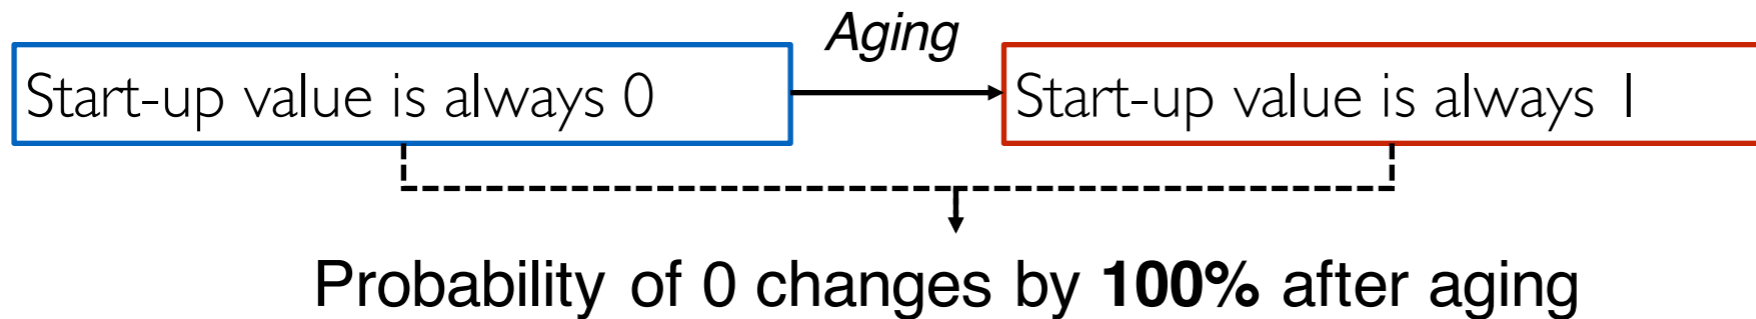 Aging
Start-up value is always 0
Start-up value is always 1
Probability of 0 changes by 100% after aging